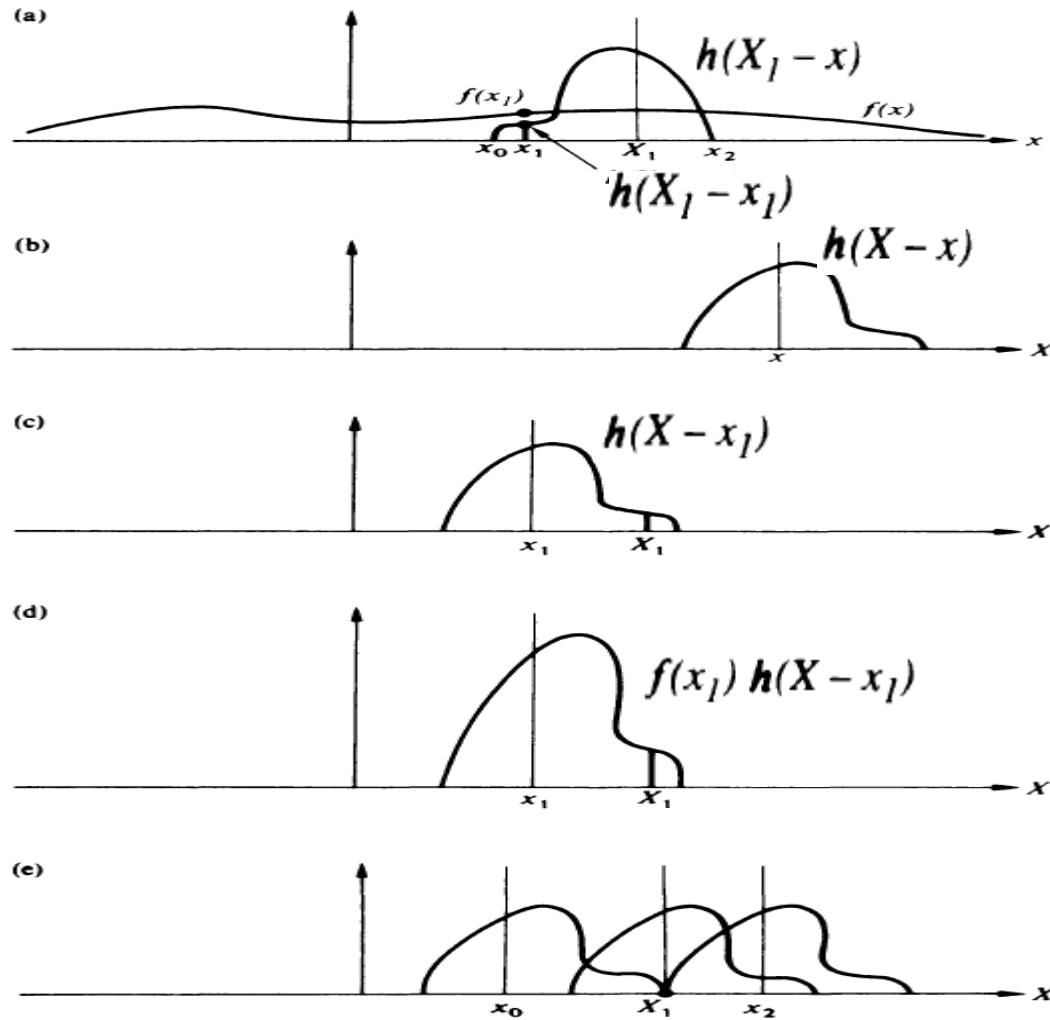 (a)
h(X₁ − x)
f(x₁)
f(x)
x₀ x₁ X₁ x₂ x
h(X₁ − x₁)
(b)
h(X − x)
x X
(c)
h(X − x₁)
x₁ X₁ X
(d)
f(x₁) h(X − x₁)
x₁ X₁ X
(e)
x₀ X₁ x₂ X